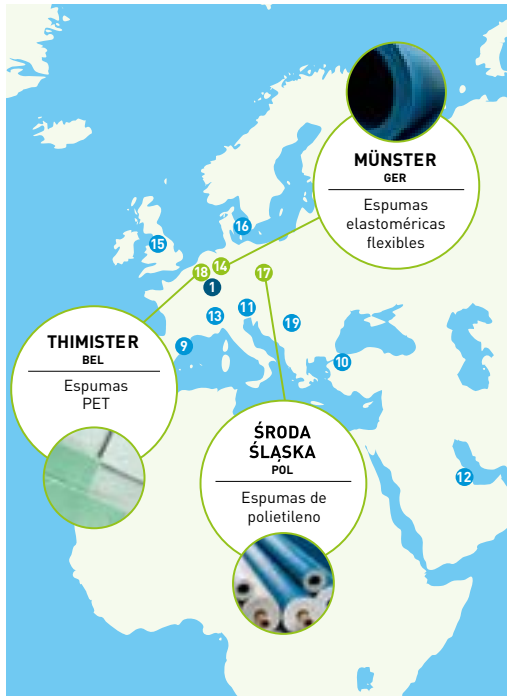 MÜNSTER
GER
Espumas
elastoméricas
flexibles
16
15
14
18
17
1
11
13
19
9
10
THIMISTER
BEL
Espumas
PET
ŚRODA
ŚLĄSKA
POL
Espumas de
polietileno
12